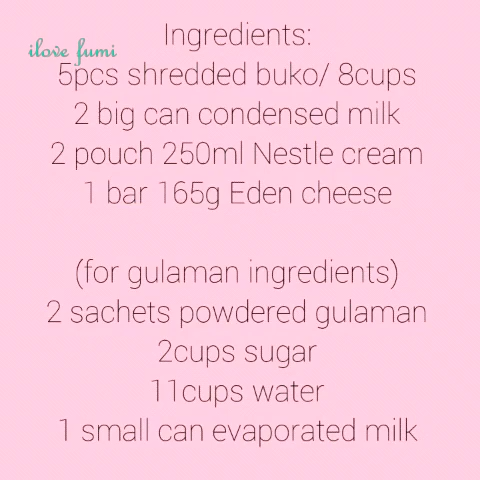 Ingredients:
ilove fumi
5pcs shredded buko/ 8cups
2 big can condensed milk
2 pouch 250ml Nestle cream
1 bar 165g Eden cheese
(for gulaman ingredients)
2 sachets powdered gulaman
2cups sugar
11cups water
1 small can evaporated milk